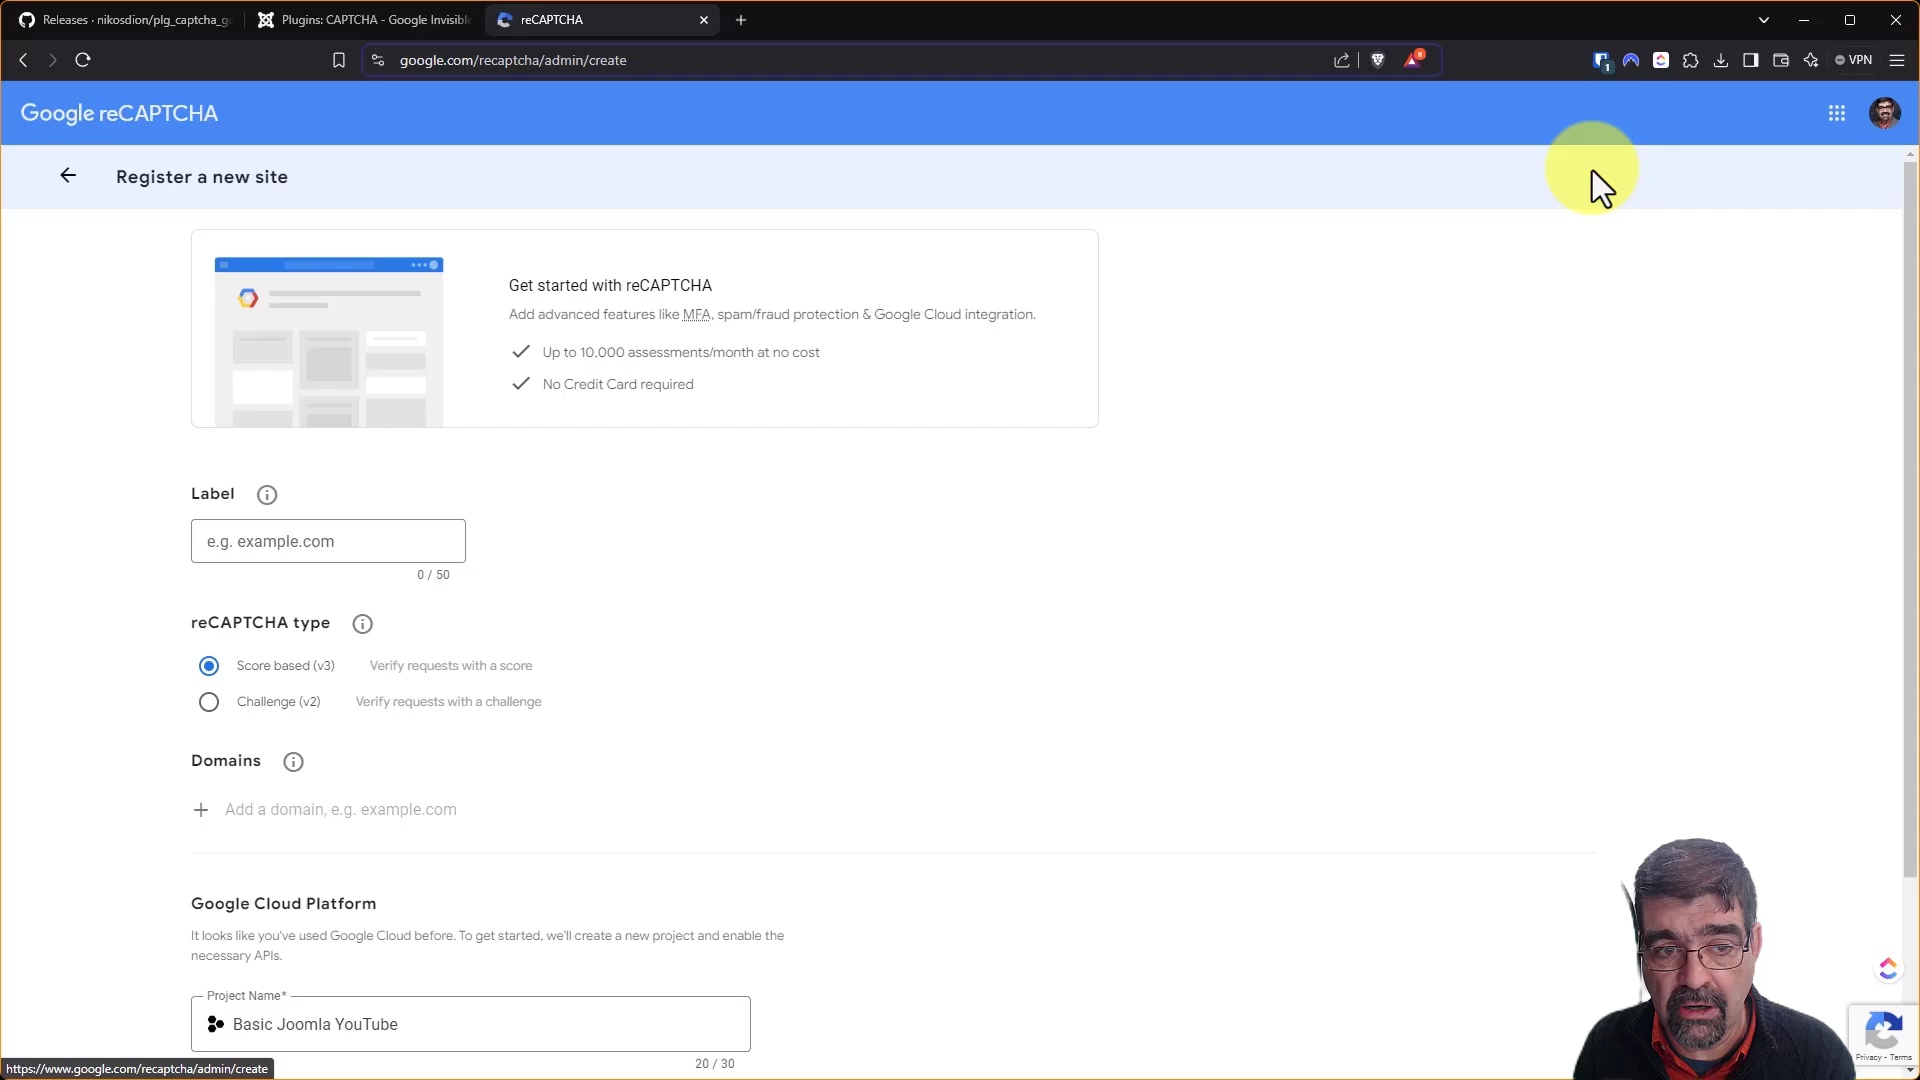 Releases · nikosdion/plg_captcha_g
Plugins: CAPTCHA - Google Invisible
reCAPTCHA
google.com/recaptcha/admin/create
8
1
VPN
Google reCAPTCHA
Register a new site
Get started with reCAPTCHA
Add advanced features like MFA, spam/fraud protection & Google Cloud integration.
Up to 10,000 assessments/month at no cost
No Credit Card required
Label
e.g. example.com
0 / 50
reCAPTCHA type
Score based (v3) Verify requests with a score
Challenge (v2) Verify requests with a challenge
Domains
Add a domain, e.g. example.com
Google Cloud Platform
It looks like you've used Google Cloud before. To get started, we'll create a new project and enable the
necessary APIs.
Project Name*
Basic Joomla YouTube
20 / 30
Privacy - Terms
https://www.google.com/recaptcha/admin/create